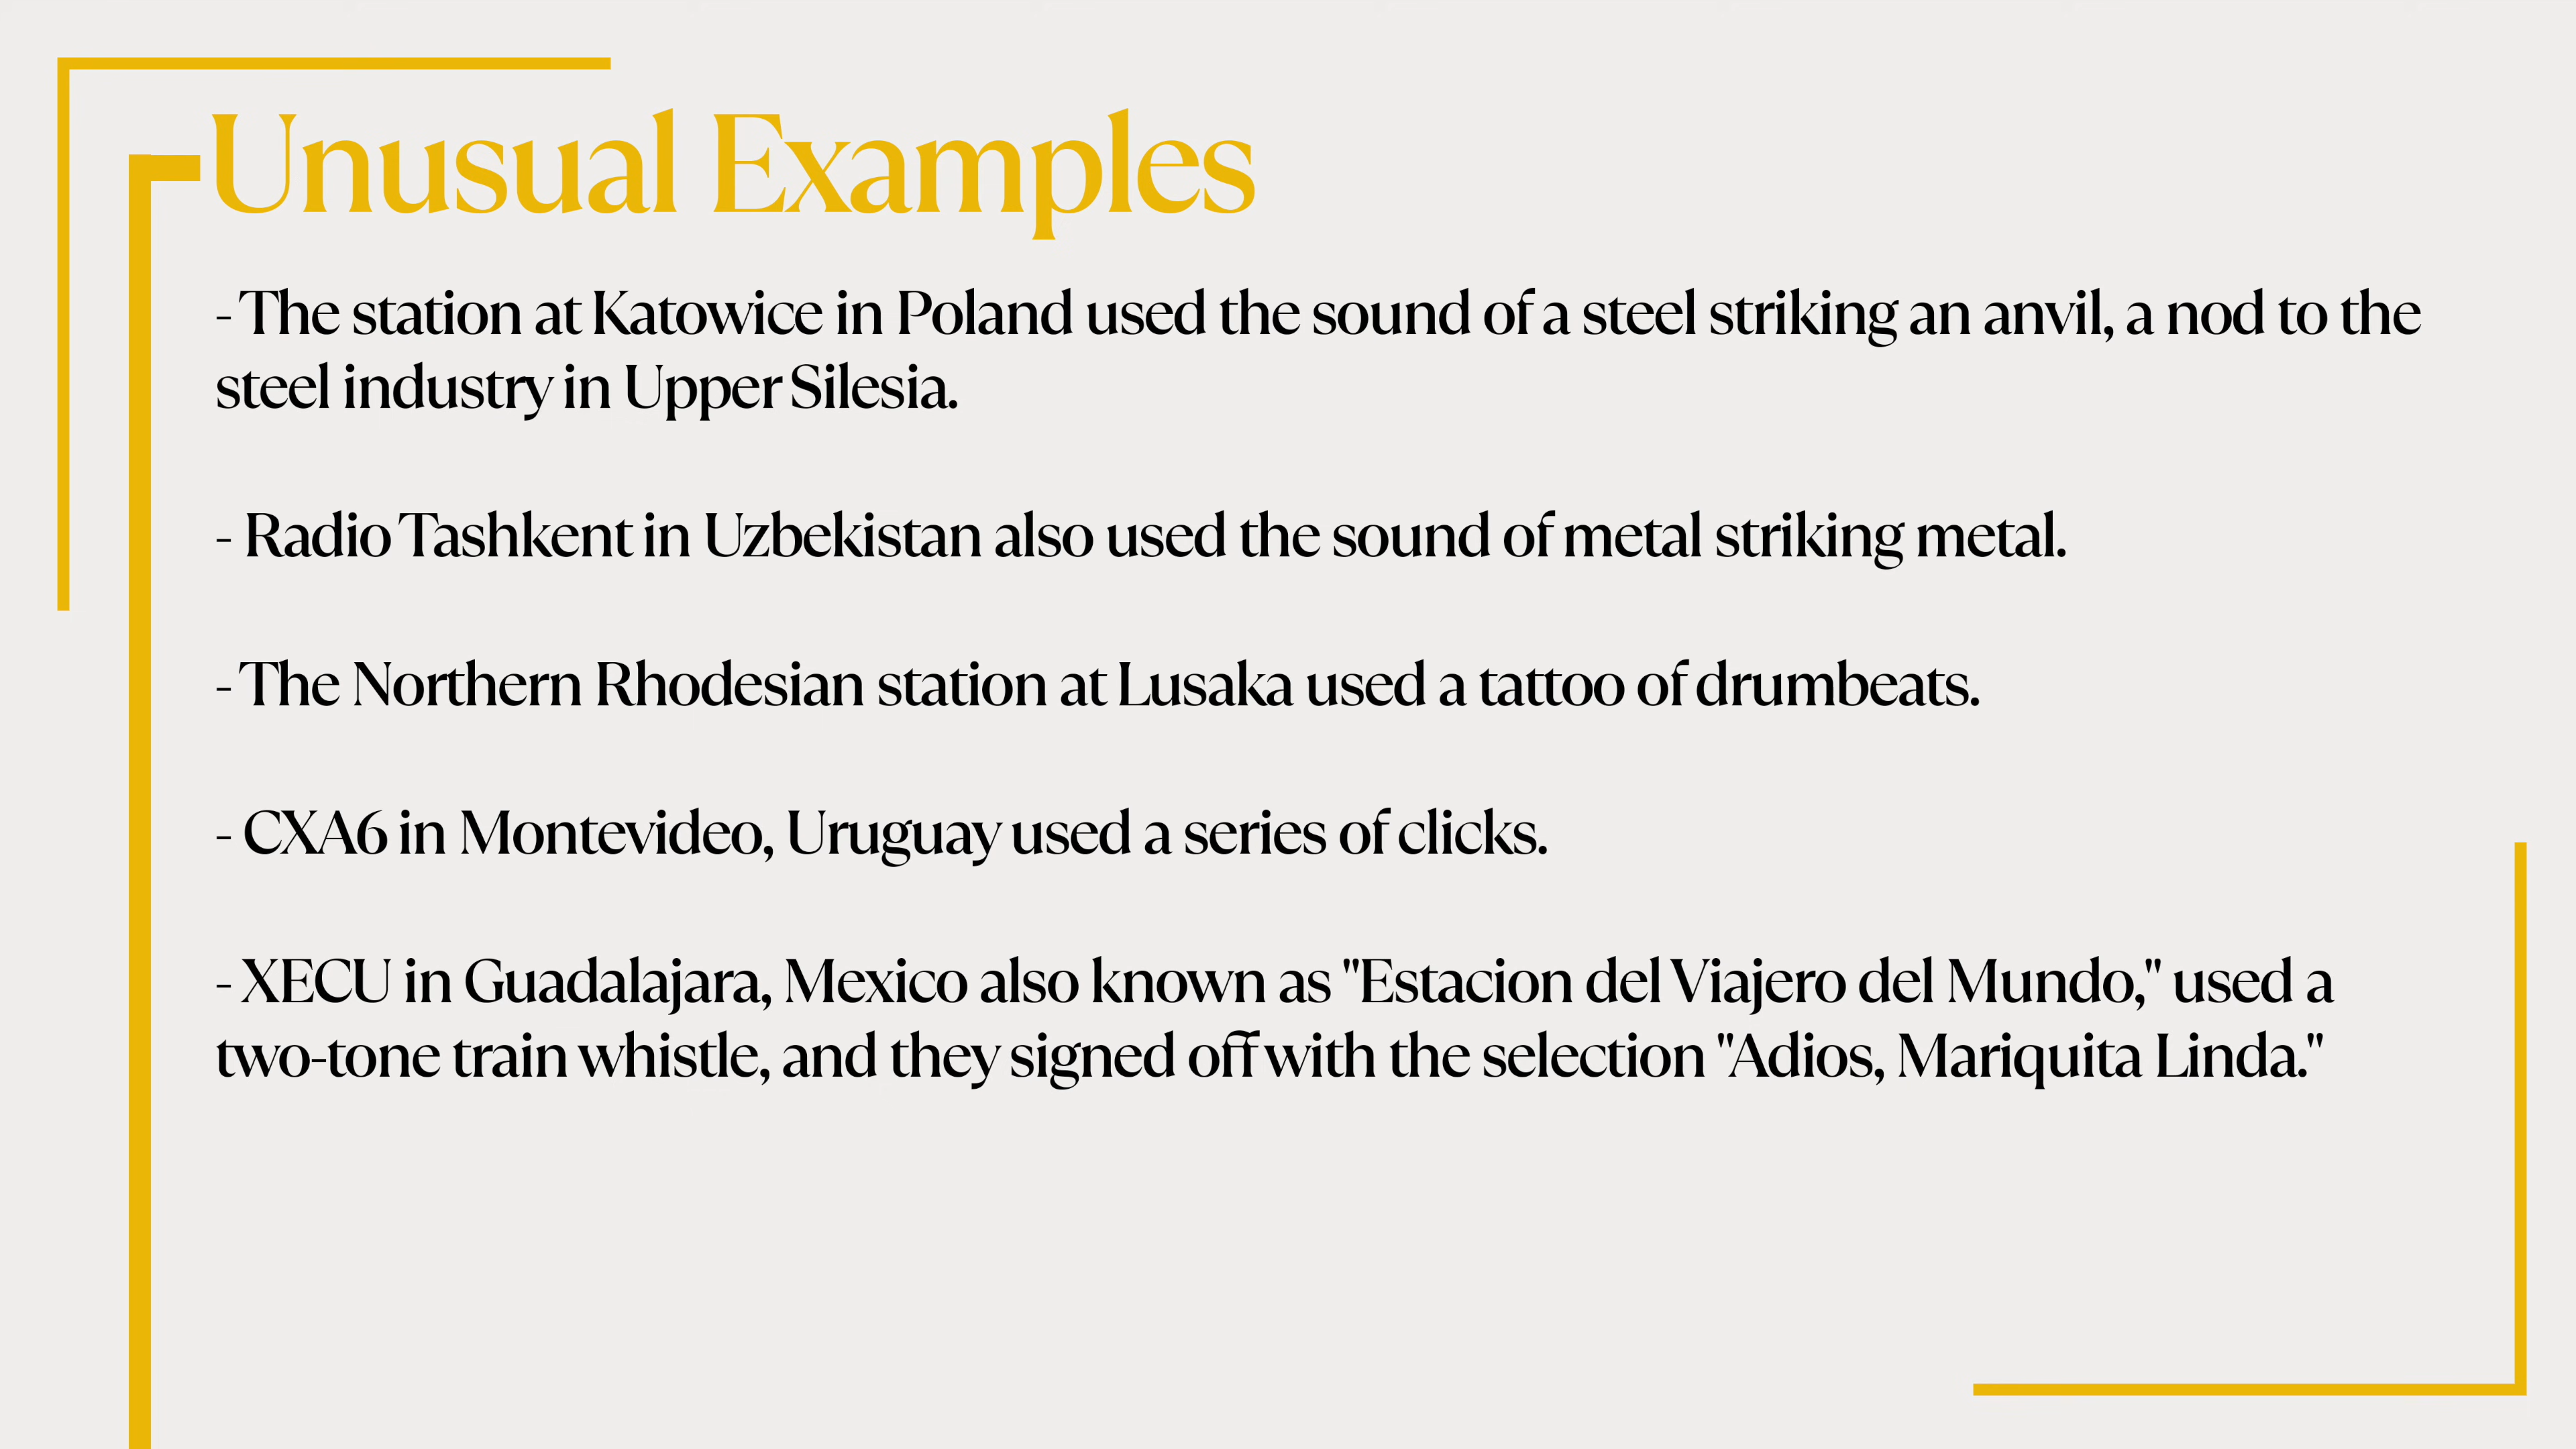 Unusual Examples
- The station at Katowice in Poland used the sound of a steel striking an anvil, a nod to the
steel industry in Upper Silesia.
- Radio Tashkent in Uzbekistan also used the sound of metal striking metal.
- The Northern Rhodesian station at Lusaka used a tattoo of drumbeats.
- CXA6 in Montevideo, Uruguay used a series of clicks.
- XECU in Guadalajara, Mexico also known as "Estacion del Viajero del Mundo," used a
two-tone train whistle, and they signed off with the selection "Adios, Mariquita Linda."